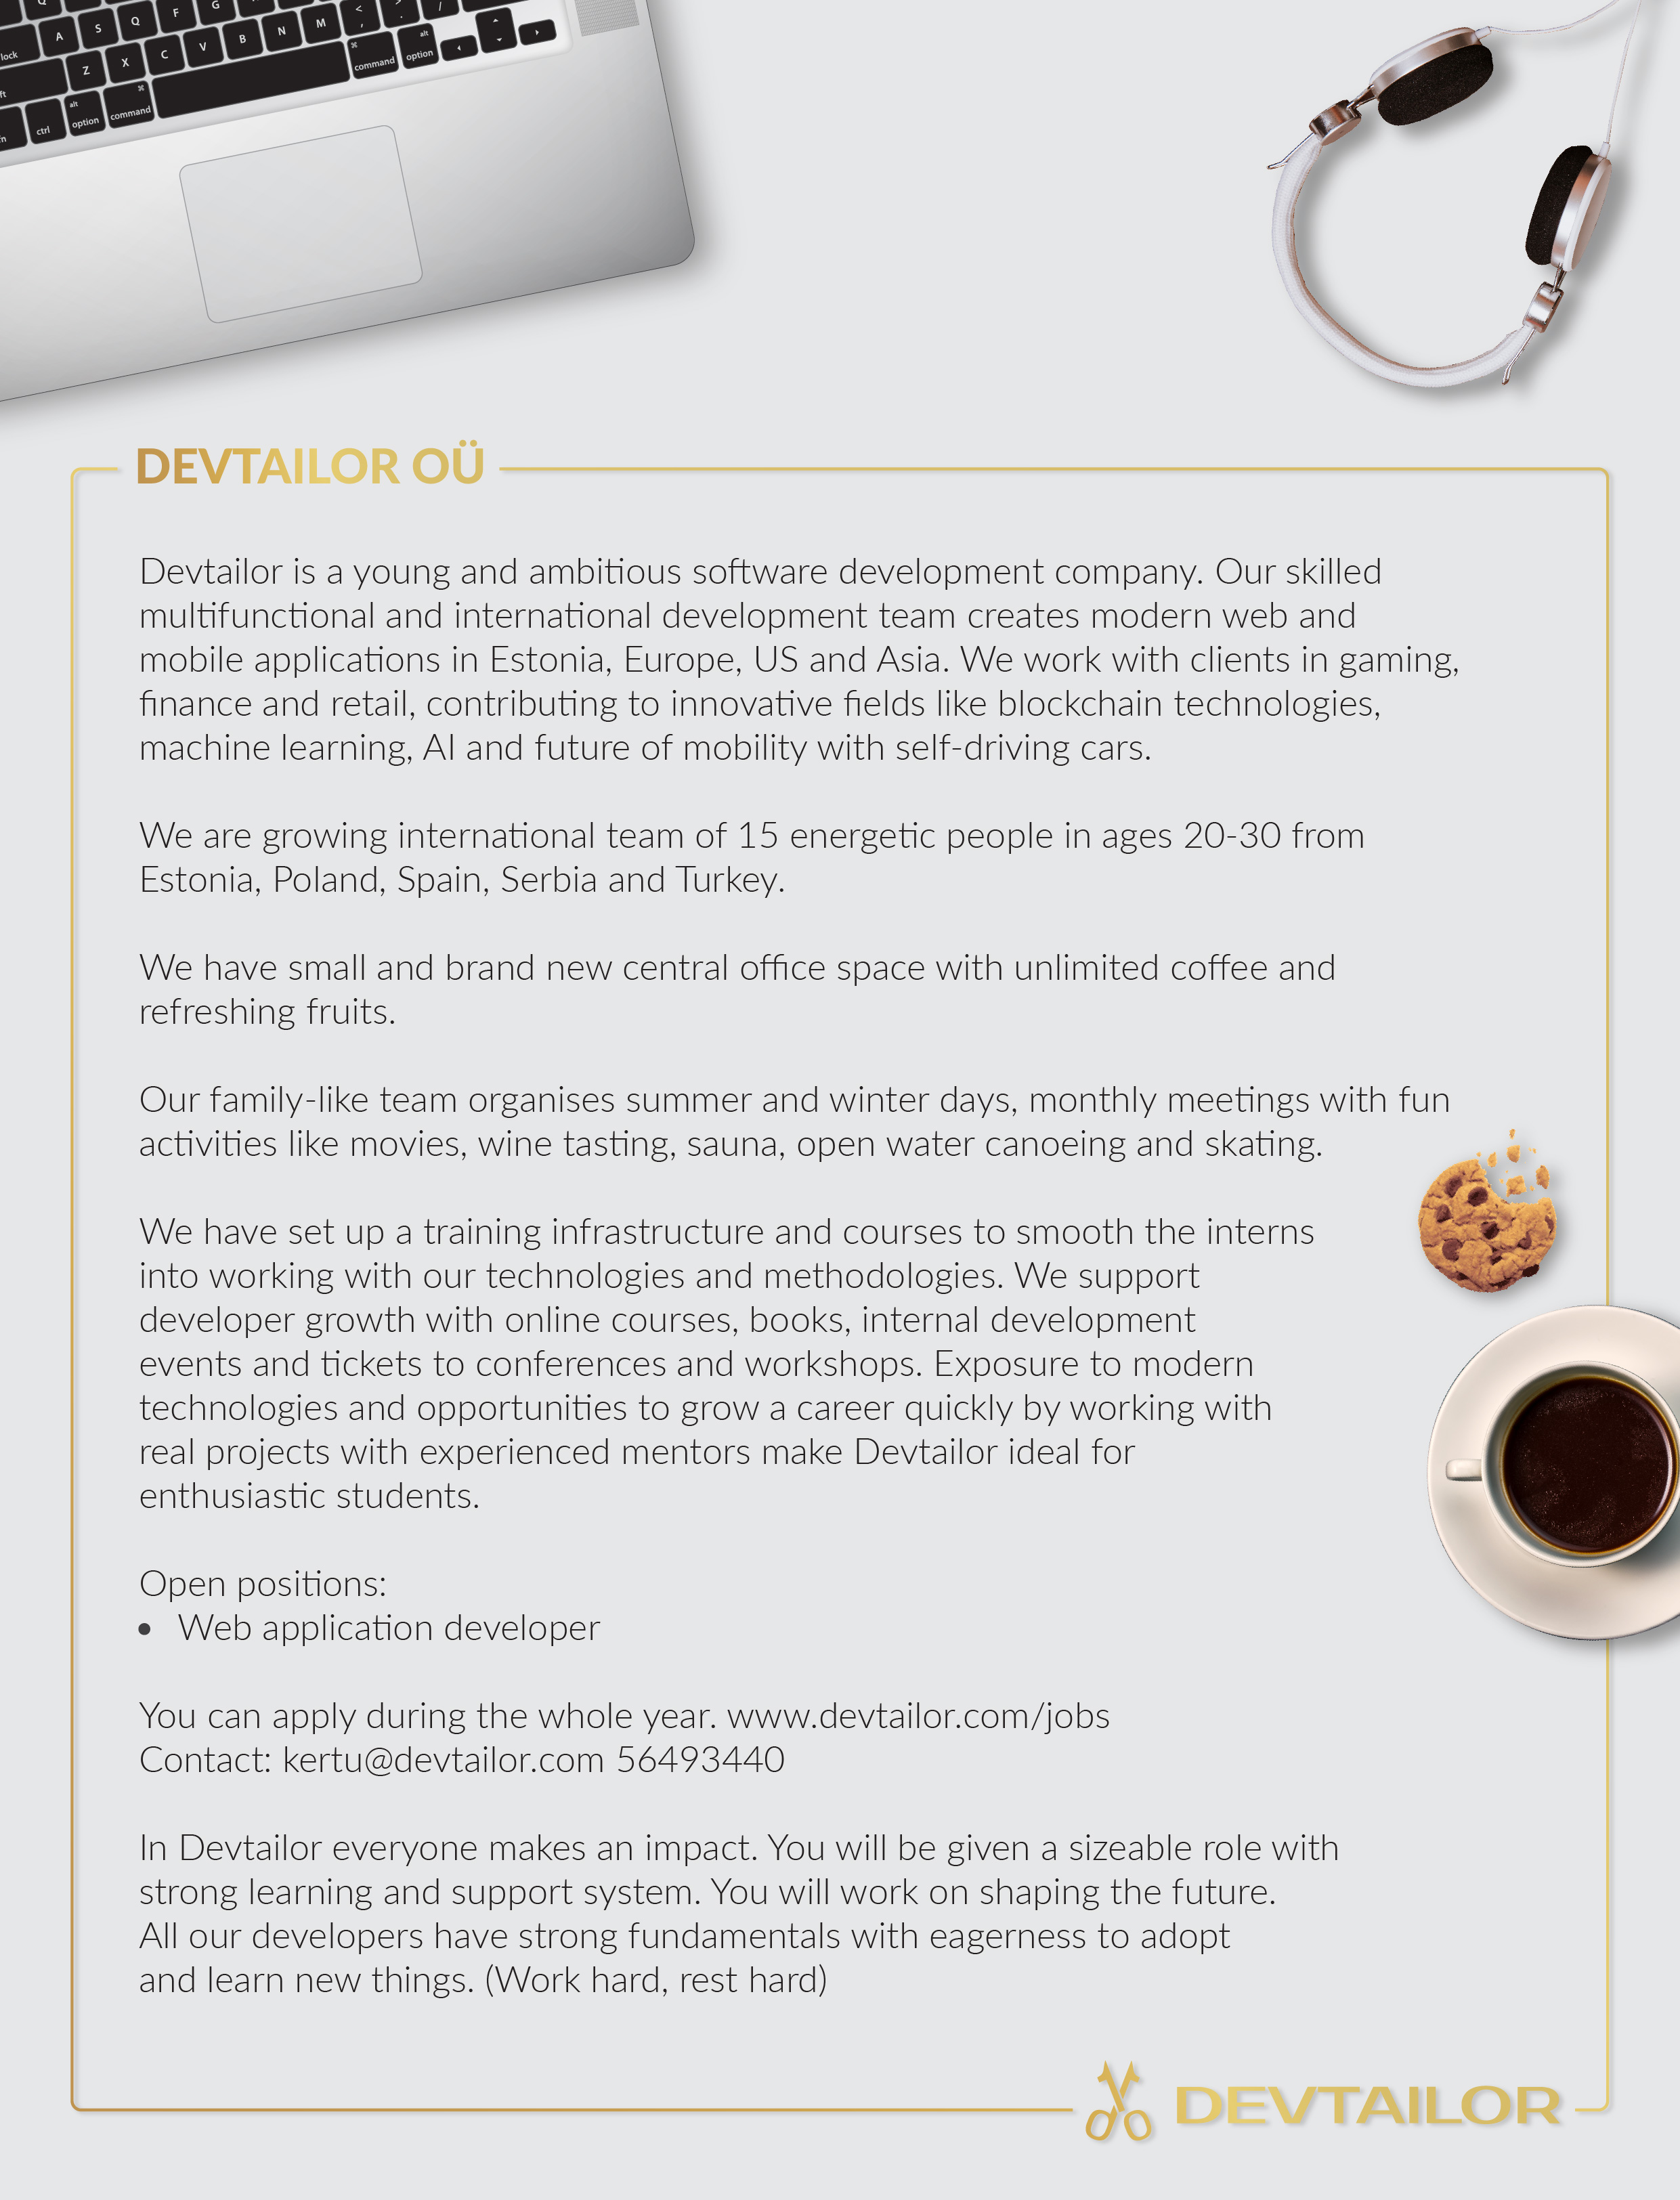 Q G
lock A S Q F
Z X C V B N M < , > . /
ft
fn ctrl alt option ⌘ command ⌘ command alt option
DEVTAILOR OÜ
Devtailor is a young and ambitious software development company. Our skilled
multifunctional and international development team creates modern web and
mobile applications in Estonia, Europe, US and Asia. We work with clients in gaming,
finance and retail, contributing to innovative fields like blockchain technologies,
machine learning, AI and future of mobility with self-driving cars.
We are growing international team of 15 energetic people in ages 20-30 from
Estonia, Poland, Spain, Serbia and Turkey.
We have small and brand new central office space with unlimited coffee and
refreshing fruits.
Our family-like team organises summer and winter days, monthly meetings with fun
activities like movies, wine tasting, sauna, open water canoeing and skating.
We have set up a training infrastructure and courses to smooth the interns
into working with our technologies and methodologies. We support
developer growth with online courses, books, internal development
events and tickets to conferences and workshops. Exposure to modern
technologies and opportunities to grow a career quickly by working with
real projects with experienced mentors make Devtailor ideal for
enthusiastic students.
Open positions:
• Web application developer
You can apply during the whole year. www.devtailor.com/jobs
Contact: kertu@devtailor.com 56493440
In Devtailor everyone makes an impact. You will be given a sizeable role with
strong learning and support system. You will work on shaping the future.
All our developers have strong fundamentals with eagerness to adopt
and learn new things. (Work hard, rest hard)
DEVTAILOR